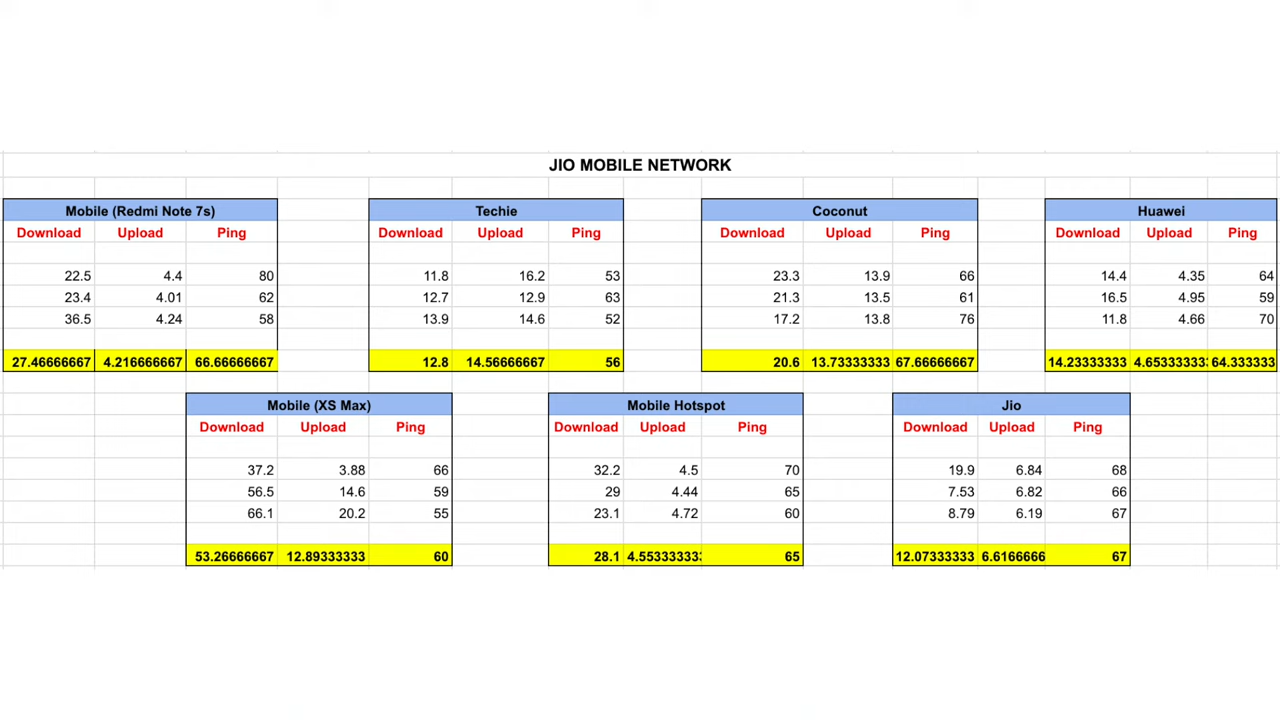 JIO MOBILE NETWORK
Mobile (Redmi Note 7s) Techie Coconut Huawei
Download Upload Ping Download Upload Ping Download Upload Ping Download Upload Ping
22.5 4.4 80 11.8 16.2 53 23.3 13.9 66 14.4 4.35 64
23.4 4.01 62 12.7 12.9 63 21.3 13.5 61 16.5 4.95 59
36.5 4.24 58 13.9 14.6 52 17.2 13.8 76 11.8 4.66 70
27.46666667 4.216666667 66.66666667 12.8 14.56666667 56 20.6 13.73333333 67.66666667 14.23333333 4.653333333 64.333333
Mobile (XS Max) Mobile Hotspot Jio
Download Upload Ping Download Upload Ping Download Upload Ping
37.2 3.88 66 32.2 4.5 70 19.9 6.84 68
56.5 14.6 59 29 4.44 65 7.53 6.82 66
66.1 20.2 55 23.1 4.72 60 8.79 6.19 67
53.26666667 12.89333333 60 28.1 4.553333333 65 12.07333333 6.6166666 67